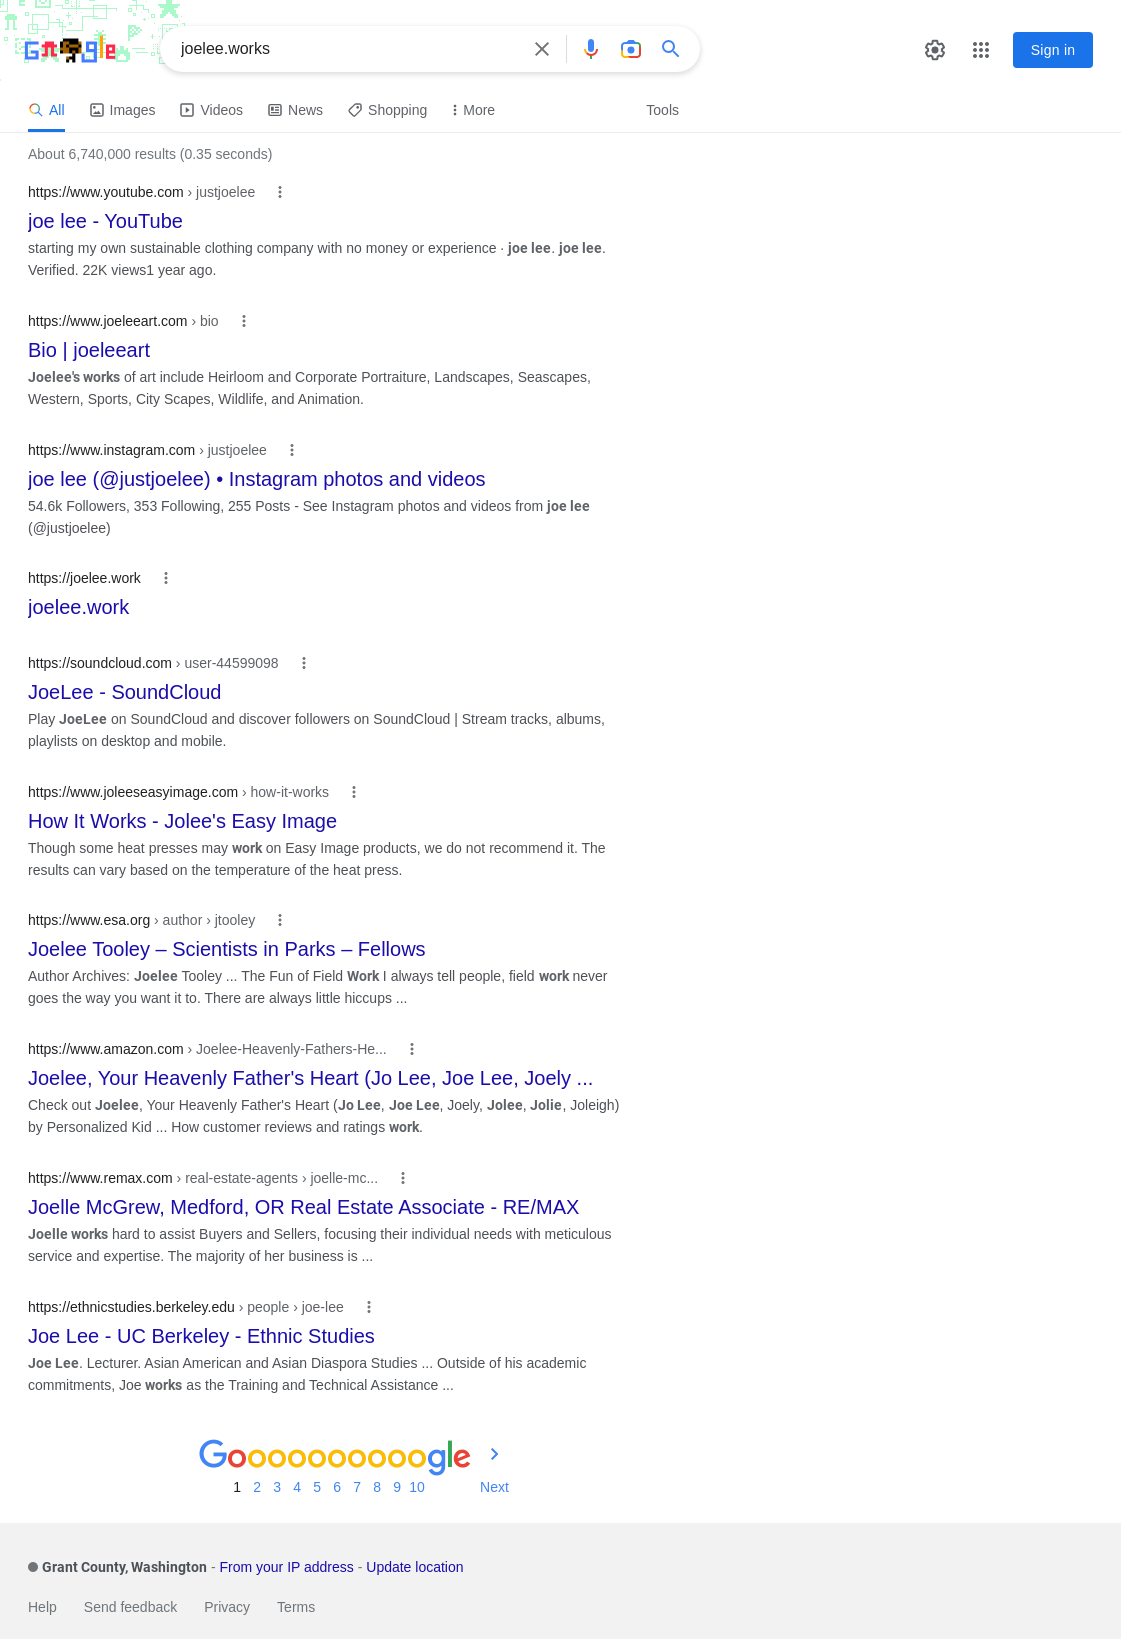 Google
joelee.works
Sign in
All Images Videos News Shopping More Tools
About 6,740,000 results (0.35 seconds)
https://www.youtube.com › justjoelee
joe lee - YouTube
starting my own sustainable clothing company with no money or experience · joe lee. joe lee.
Verified. 22K views1 year ago.
https://www.joeleeart.com › bio
Bio | joeleeart
Joelee's works of art include Heirloom and Corporate Portraiture, Landscapes, Seascapes,
Western, Sports, City Scapes, Wildlife, and Animation.
https://www.instagram.com › justjoelee
joe lee (@justjoelee) • Instagram photos and videos
54.6k Followers, 353 Following, 255 Posts - See Instagram photos and videos from joe lee
(@justjoelee)
https://joelee.work
joelee.work
https://soundcloud.com › user-44599098
JoeLee - SoundCloud
Play JoeLee on SoundCloud and discover followers on SoundCloud | Stream tracks, albums,
playlists on desktop and mobile.
https://www.joleeseasyimage.com › how-it-works
How It Works - Jolee's Easy Image
Though some heat presses may work on Easy Image products, we do not recommend it. The
results can vary based on the temperature of the heat press.
https://www.esa.org › author › jtooley
Joelee Tooley – Scientists in Parks – Fellows
Author Archives: Joelee Tooley ... The Fun of Field Work I always tell people, field work never
goes the way you want it to. There are always little hiccups ...
https://www.amazon.com › Joelee-Heavenly-Fathers-He...
Joelee, Your Heavenly Father's Heart (Jo Lee, Joe Lee, Joely ...
Check out Joelee, Your Heavenly Father's Heart (Jo Lee, Joe Lee, Joely, Jolee, Jolie, Joleigh)
by Personalized Kid ... How customer reviews and ratings work.
https://www.remax.com › real-estate-agents › joelle-mc...
Joelle McGrew, Medford, OR Real Estate Associate - RE/MAX
Joelle works hard to assist Buyers and Sellers, focusing their individual needs with meticulous
service and expertise. The majority of her business is ...
https://ethnicstudies.berkeley.edu › people › joe-lee
Joe Lee - UC Berkeley - Ethnic Studies
Joe Lee. Lecturer. Asian American and Asian Diaspora Studies ... Outside of his academic
commitments, Joe works as the Training and Technical Assistance ...
Goooooooooogle
1 2 3 4 5 6 7 8 9 10 Next
Grant County, Washington - From your IP address - Update location
Help Send feedback Privacy Terms